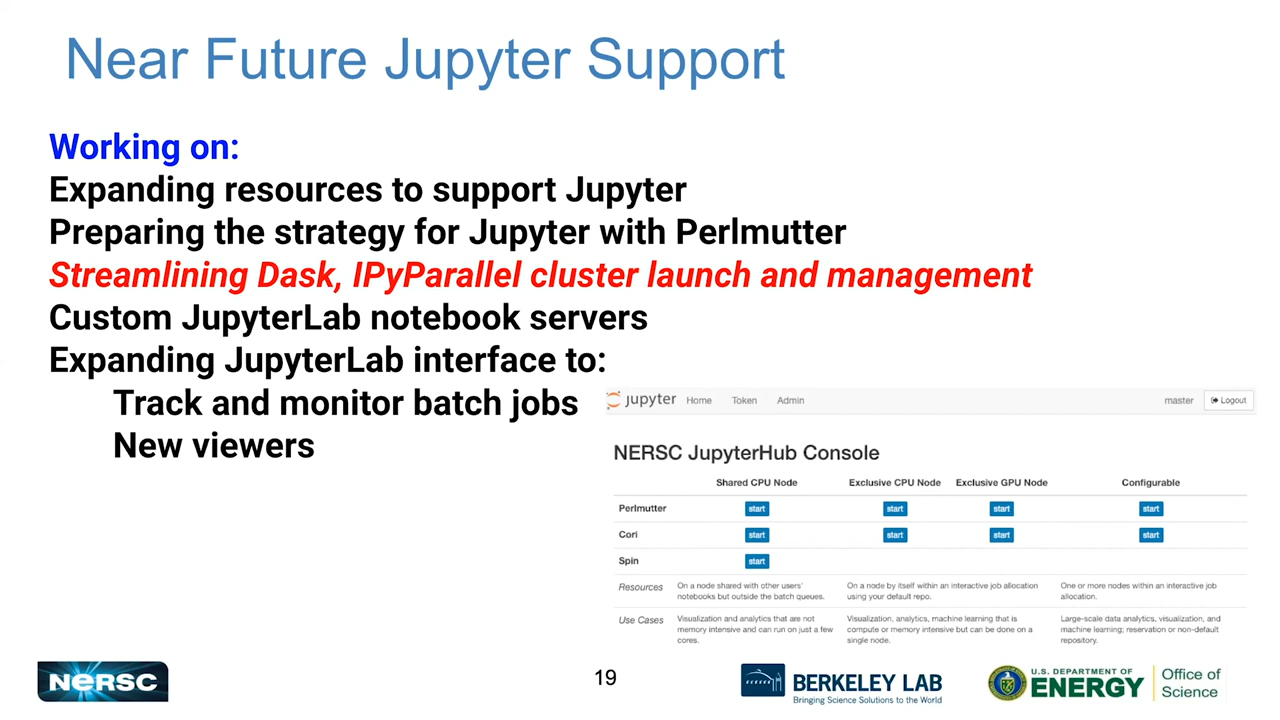 Near Future Jupyter Support
Working on:
Expanding resources to support Jupyter
Preparing the strategy for Jupyter with Perlmutter
Streamlining Dask, IPyParallel cluster launch and management
Custom JupyterLab notebook servers
Expanding JupyterLab interface to:
Track and monitor batch jobs
New viewers
jupyter Home Token Admin master Logout
NERSC JupyterHub Console
Shared CPU Node Exclusive CPU Node Exclusive GPU Node Configurable
Perlmutter start start start start
Cori start start start start
Spin start
Resources On a node shared with other users' On a node by itself within an interactive job allocation One or more nodes within an interactive job
notebooks but outside the batch queues. using your default repo. allocation.
Use Cases Visualization and analytics that are not Visualization, analytics, machine learning that is Large-scale data analytics, visualization, and
memory intensive and can run on just a few compute or memory intensive but can be done on a machine learning; reservation or non-default
cores. single node. repository.
NERSC
19
BERKELEY LAB
Bringing Science Solutions to the World
U.S. DEPARTMENT OF
ENERGY
Office of
Science